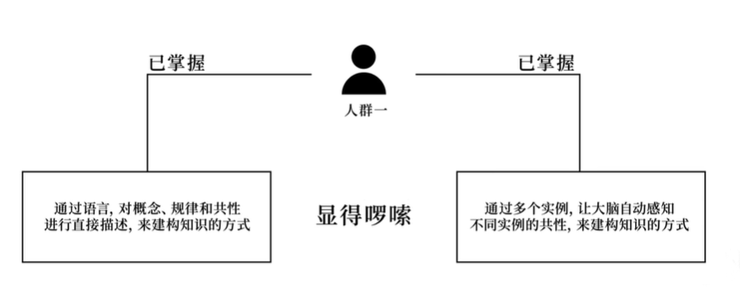 已掌握
已掌握
人群一
通过语言, 对概念、规律和共性
进行直接描述, 来建构知识的方式
显得啰嗦
通过多个实例, 让大脑自动感知
不同实例的共性, 来建构知识的方式